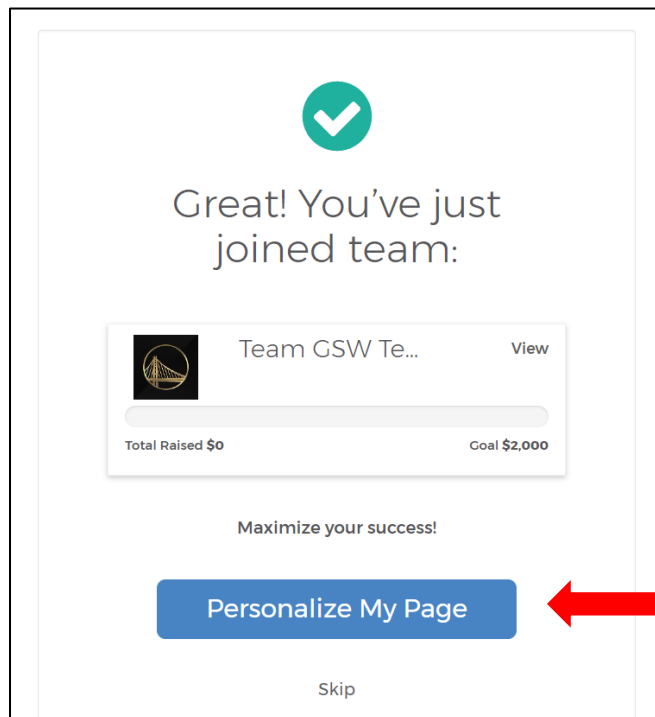 Great! You’ve just
joined team:
Team GSW Te...
View
Total Raised $0
Goal $2,000
Maximize your success!
Personalize My Page
Skip